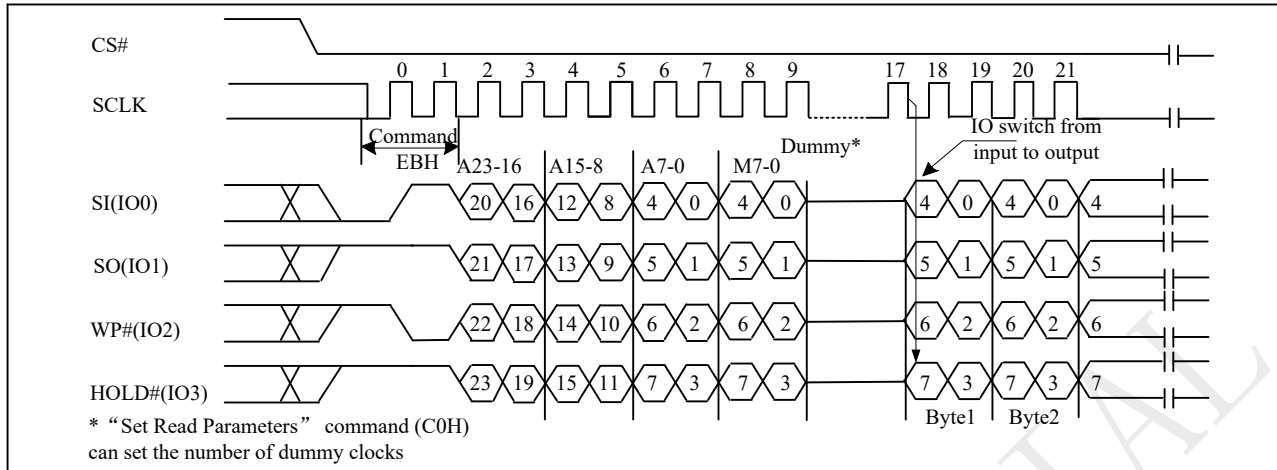 CS#
0 1 2 3 4 5 6 7 8 9 17 18 19 20 21
SCLK
Command
EBH
Dummy*
IO switch from
input to output
A23-16 A15-8 A7-0 M7-0
SI(IO0) 20 16 12 8 4 0 4 0 4 0 4 0 4
SO(IO1) 21 17 13 9 5 1 5 1 5 1 5 1 5
WP#(IO2) 22 18 14 10 6 2 6 2 6 2 6 2 6
HOLD#(IO3) 23 19 15 11 7 3 7 3 7 3 7 3 7
Byte1 Byte2
* “Set Read Parameters” command (C0H)
can set the number of dummy clocks